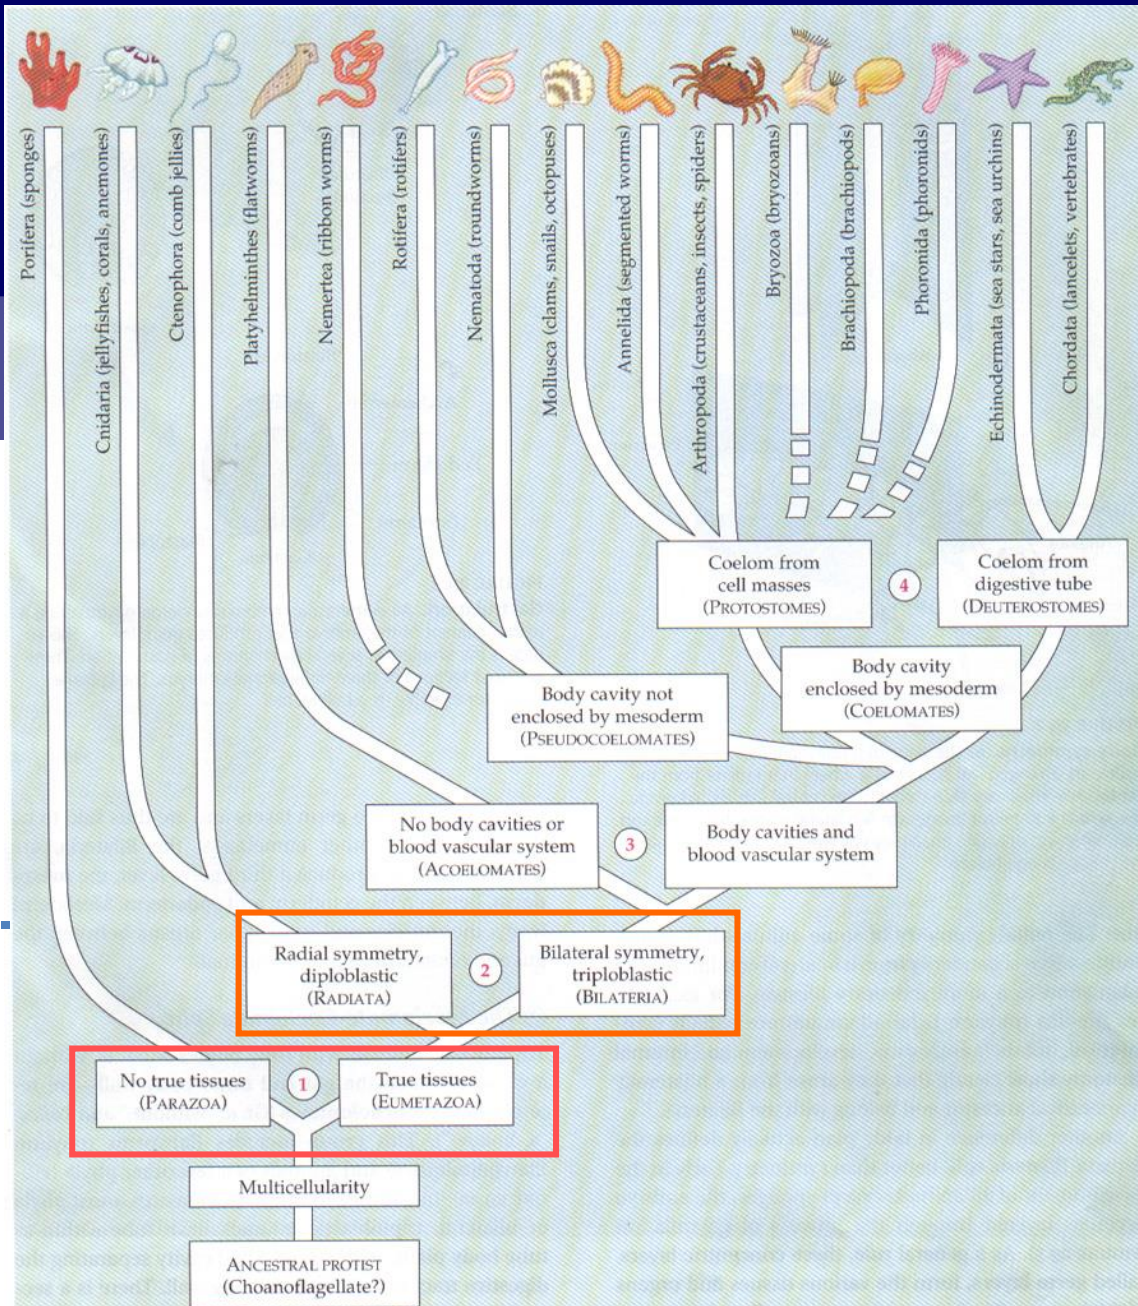 Porifera (sponges)
Cnidaria (jellyfishes, corals, anemones)
Ctenophora (comb jellies)
Platyhelminthes (flatworms)
Nemertea (ribbon worms)
Rotifera (rotifers)
Nematoda (roundworms)
Mollusca (clams, snails, octopuses)
Annelida (segmented worms)
Arthropoda (crustaceans, insects, spiders)
Bryozoa (bryozoans)
Brachiopoda (brachiopods)
Phoronida (phoronids)
Echinodermata (sea stars, sea urchins)
Chordata (lancelets, vertebrates)
Coelom from
cell masses
(PROTOSTOMES)
4
Coelom from
digestive tube
(DEUTEROSTOMES)
Body cavity
enclosed by mesoderm
(COELOMATES)
Body cavity not
enclosed by mesoderm
(PSEUDOCOELOMATES)
No body cavities or
blood vascular system
(ACOELOMATES)
3
Body cavities and
blood vascular system
Radial symmetry,
diploblastic
(RADIATA)
2
Bilateral symmetry,
triploblastic
(BILATERIA)
No true tissues
(PARAZOA)
1
True tissues
(EUMETAZOA)
Multicellularity
ANCESTRAL PROTIST
(Choanoflagellate?)